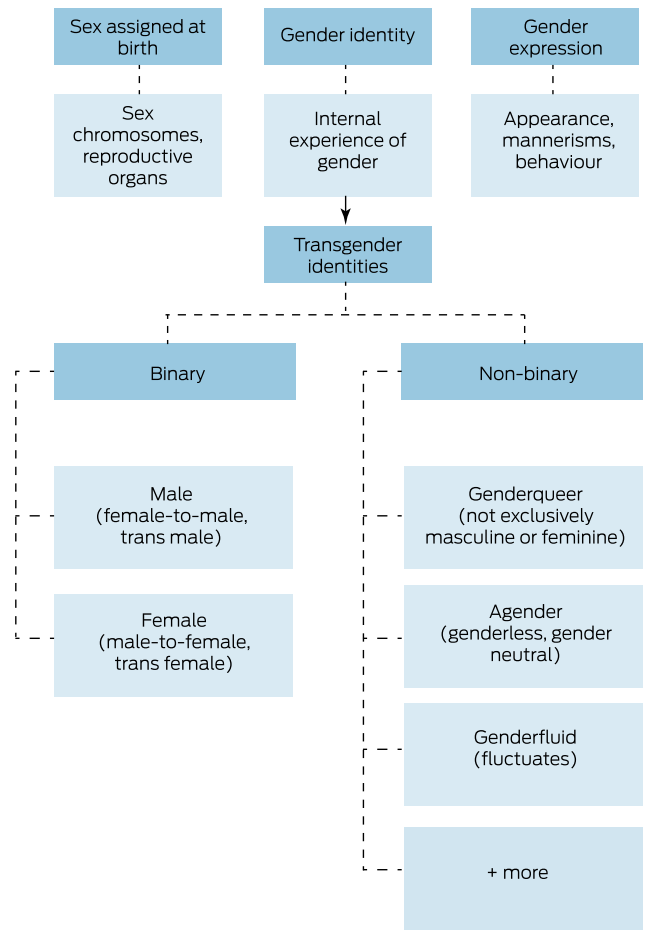 Sex assigned at
birth
Gender identity
Gender
expression
Sex
chromosomes,
reproductive
organs
Internal
experience of
gender
Appearance,
mannerisms,
behaviour
Transgender
identities
Binary
Non-binary
Male
(female-to-male,
trans male)
Female
(male-to-female,
trans female)
Genderqueer
(not exclusively
masculine or feminine)
Agender
(genderless, gender
neutral)
Genderfluid
(fluctuates)
+ more